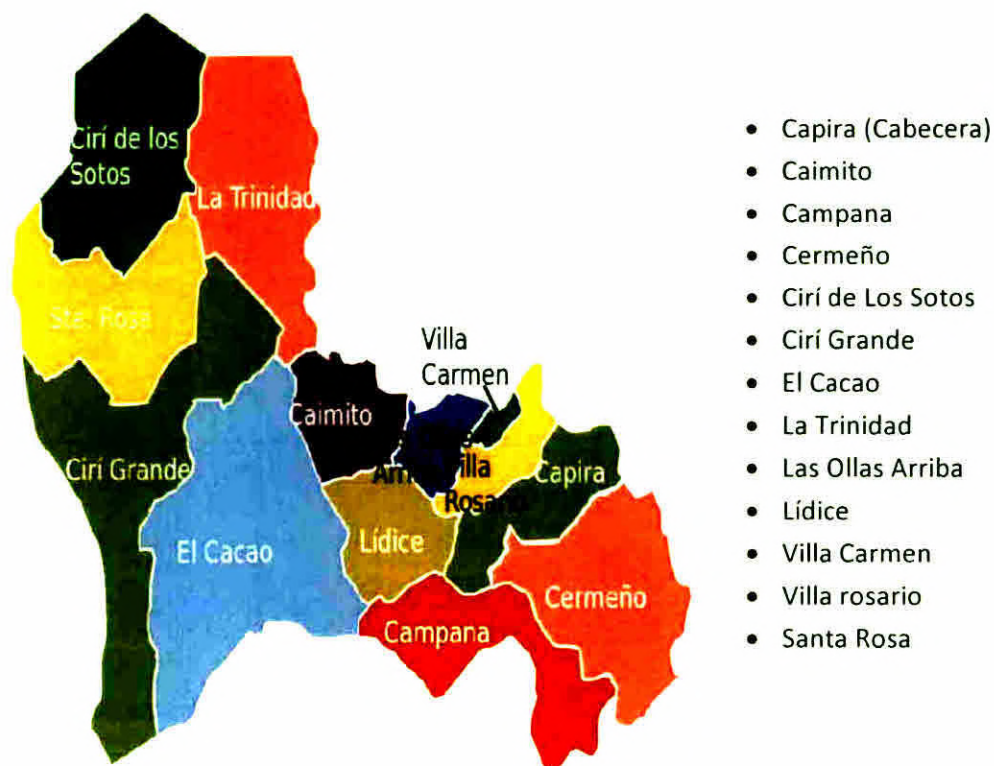 Cirí de los
Sotos
La Trinidad
Sta. Rosa
Villa
Carmen
Caimito
Arri
Villa
Rosario
Capira
Cirí Grande
El Cacao
Lídice
Cermeño
Campana
• Capira (Cabecera)
• Caimito
• Campana
• Cermeño
• Cirí de Los Sotos
• Cirí Grande
• El Cacao
• La Trinidad
• Las Ollas Arriba
• Lídice
• Villa Carmen
• Villa rosario
• Santa Rosa